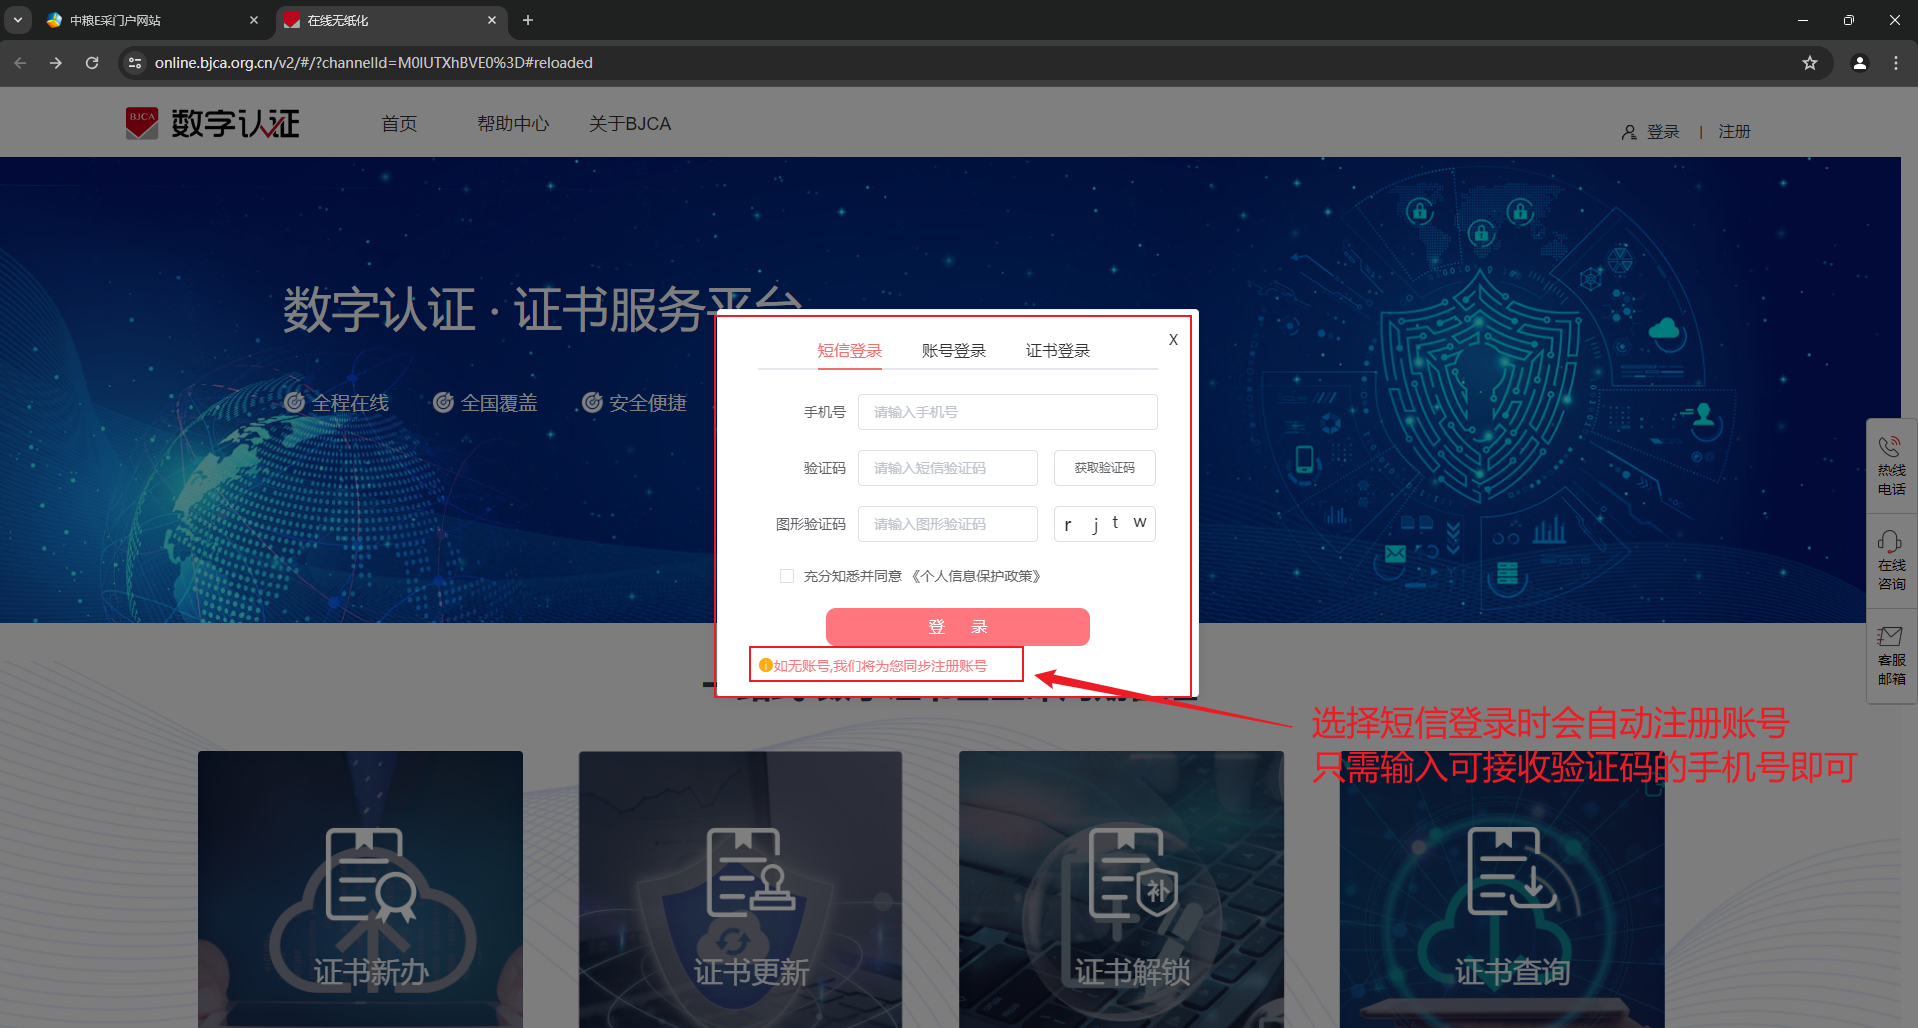 中粮E采门户网站
在线无纸化
online.bjca.org.cn/v2/#/?channelId=M0lUTXhBVE0%3D#reloaded
BJCA 数字认证
首页
帮助中心
关于BJCA
登录 | 注册
数字认证 · 证书服务平台
全程在线
全国覆盖
安全便捷
X
短信登录
账号登录
证书登录
手机号 请输入手机号
验证码 请输入短信验证码 获取验证码
图形验证码 请输入图形验证码 r j t w
充分知悉并同意 《个人信息保护政策》
登 录
如无账号,我们将为您同步注册账号
热线
电话
在线
咨询
客服
邮箱
选择短信登录时会自动注册账号
只需输入可接收验证码的手机号即可
补
证书新办
证书更新
证书解锁
证书查询